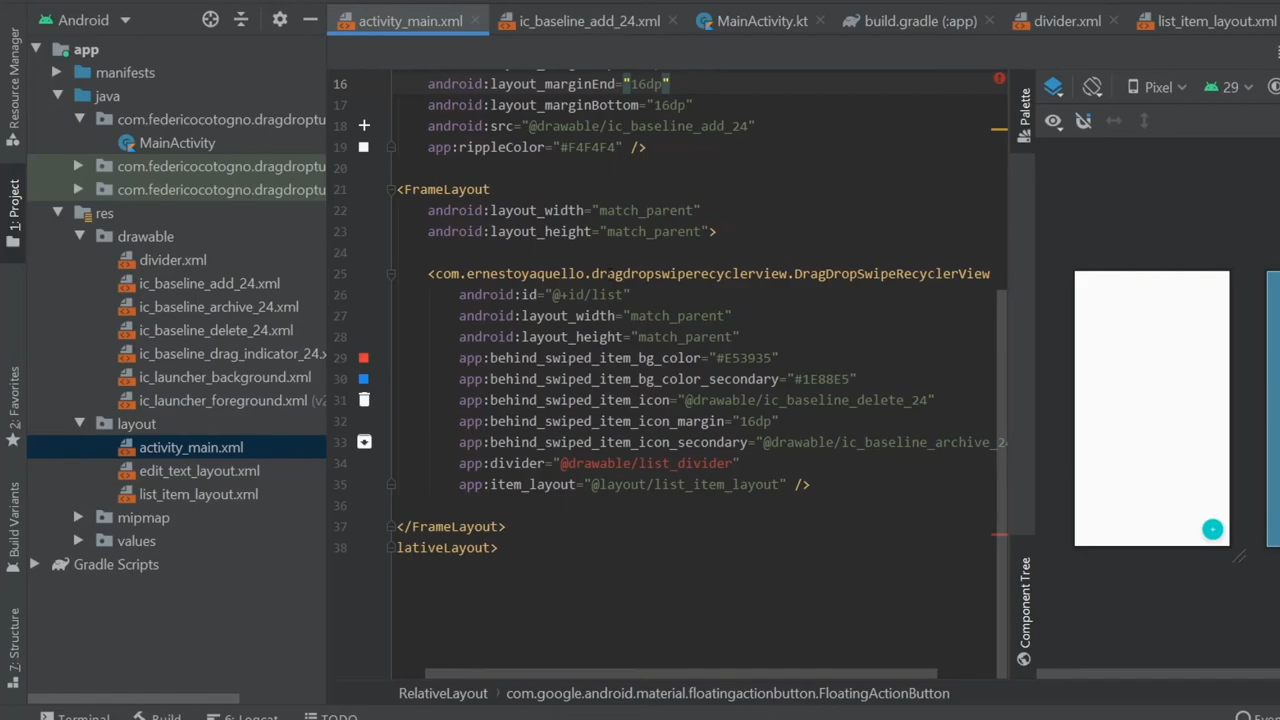 Android
activity_main.xml
ic_baseline_add_24.xml
MainActivity.kt
build.gradle (:app)
divider.xml
list_item_layout.xml
Resource Manager
1: Project
2: Favorites
Build Variants
7: Structure
app
manifests
java
com.federicocotogno.dragdroptu
MainActivity
com.federicocotogno.dragdroptu
com.federicocotogno.dragdroptu
res
drawable
divider.xml
ic_baseline_add_24.xml
ic_baseline_archive_24.xml
ic_baseline_delete_24.xml
ic_baseline_drag_indicator_24.x
ic_launcher_background.xml
ic_launcher_foreground.xml (v2
layout
activity_main.xml
edit_text_layout.xml
list_item_layout.xml
mipmap
values
Gradle Scripts
16 android:layout_marginEnd="16dp"
17 android:layout_marginBottom="16dp"
18 android:src="@drawable/ic_baseline_add_24"
19 app:rippleColor="#F4F4F4" />
20
21 <FrameLayout
22 android:layout_width="match_parent"
23 android:layout_height="match_parent">
24
25 <com.ernestoyaquello.dragdropswiperecyclerview.DragDropSwipeRecyclerView
26 android:id="@+id/list"
27 android:layout_width="match_parent"
28 android:layout_height="match_parent"
29 app:behind_swiped_item_bg_color="#E53935"
30 app:behind_swiped_item_bg_color_secondary="#1E88E5"
31 app:behind_swiped_item_icon="@drawable/ic_baseline_delete_24"
32 app:behind_swiped_item_icon_margin="16dp"
33 app:behind_swiped_item_icon_secondary="@drawable/ic_baseline_archive_2
34 app:divider="@drawable/list_divider"
35 app:item_layout="@layout/list_item_layout" />
36
37 </FrameLayout>
38 lativeLayout>
Palette
Component Tree
Pixel
29
RelativeLayout
com.google.android.material.floatingactionbutton.FloatingActionButton
Terminal
Build
6: Logcat
TODO